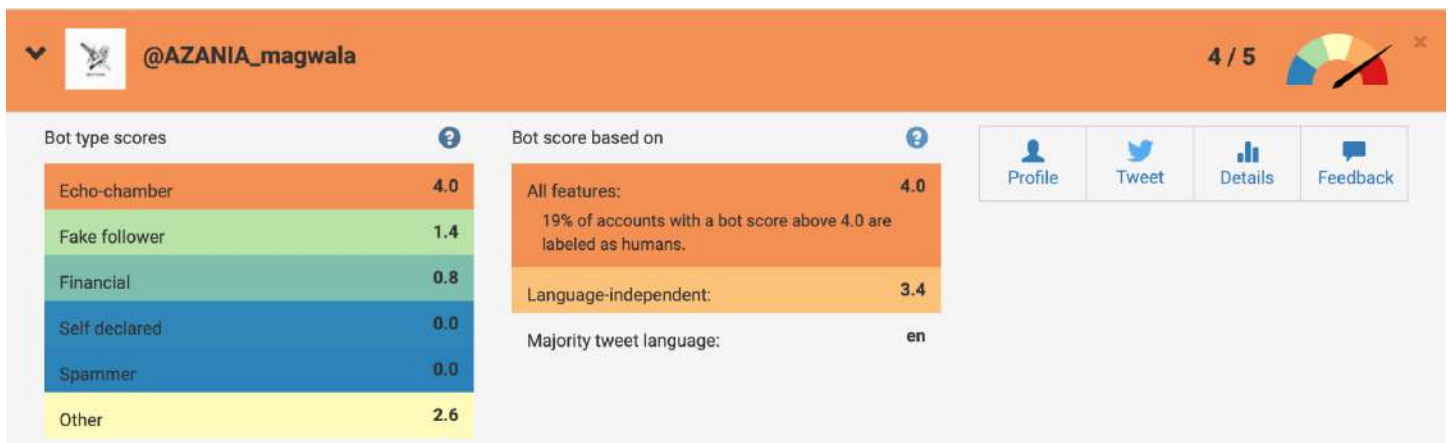 @AZANIA_magwala
4 / 5
Bot type scores
Echo-chamber 4.0
Fake follower 1.4
Financial 0.8
Self declared 0.0
Spammer 0.0
Other 2.6
Bot score based on
All features: 4.0
19% of accounts with a bot score above 4.0 are
labeled as humans.
Language-independent: 3.4
Majority tweet language: en
Profile
Tweet
Details
Feedback